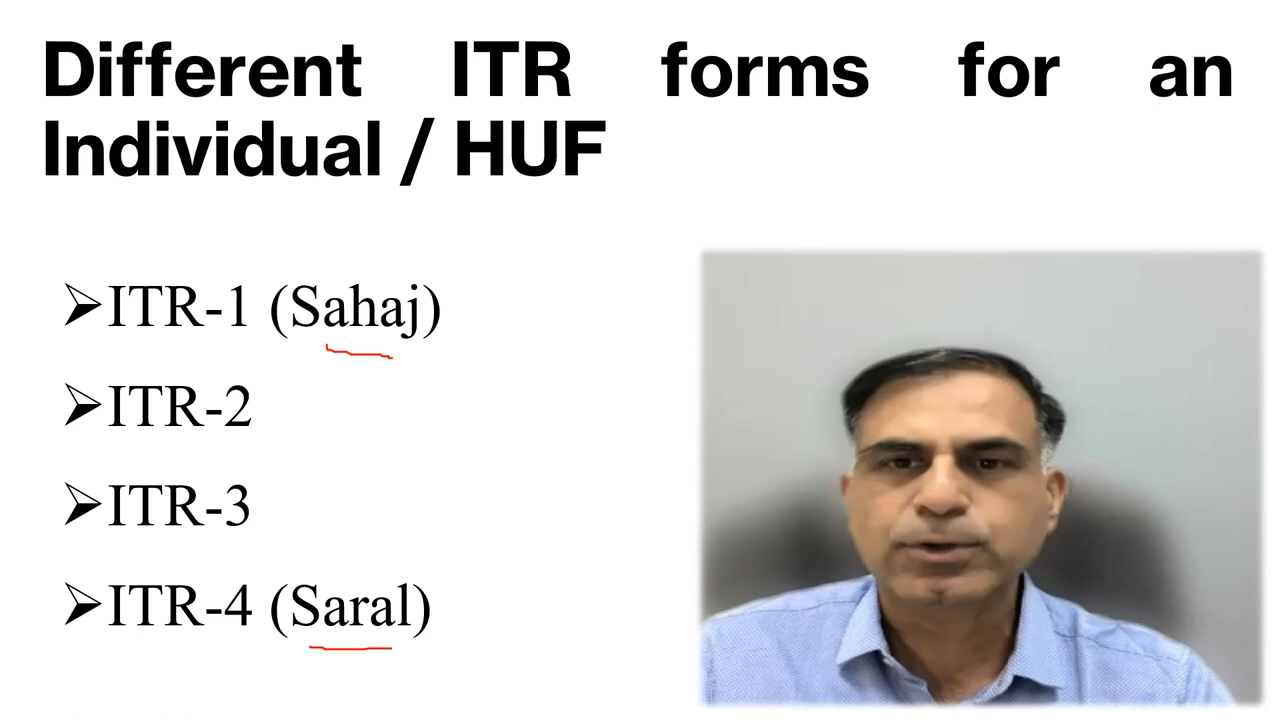 Different ITR forms for an
Individual / HUF
➢ITR-1 (Sahaj)
➢ITR-2
➢ITR-3
➢ITR-4 (Saral)